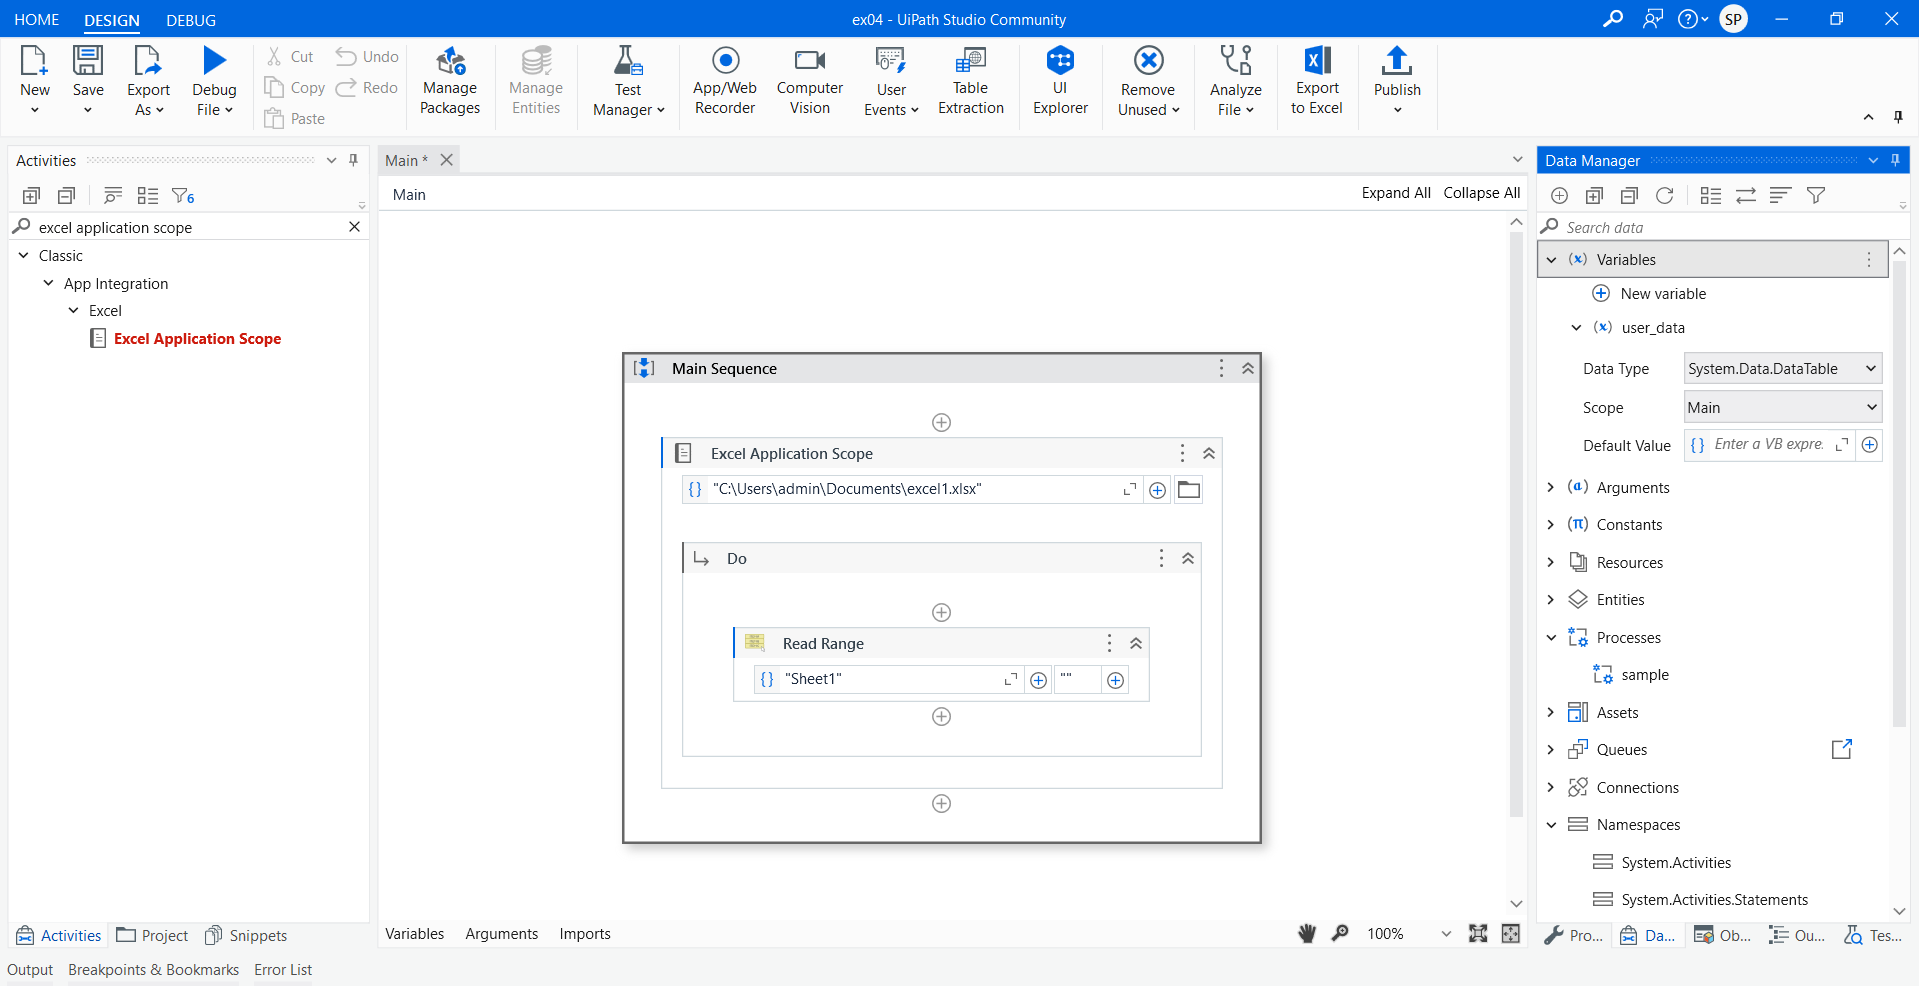 HOME DESIGN DEBUG
ex04 - UiPath Studio Community
SP
New
Save
Export As
Debug File
Cut
Copy
Paste
Undo
Redo
Manage Packages
Manage Entities
Test Manager
App/Web Recorder
Computer Vision
User Events
Table Extraction
UI Explorer
Remove Unused
Analyze File
Export to Excel
Publish
Activities
6
excel application scope
Classic
App Integration
Excel
Excel Application Scope
Main *
Main
Expand All Collapse All
Main Sequence
Excel Application Scope
{} "C:\Users\admin\Documents\excel1.xlsx"
Do
Read Range
{} "Sheet1" ""
Data Manager
Search data
(x) Variables
New variable
(x) user_data
Data Type System.Data.DataTable
Scope Main
Default Value {} Enter a VB expre.
(a) Arguments
(π) Constants
Resources
Entities
Processes
sample
Assets
Queues
Connections
Namespaces
System.Activities
System.Activities.Statements
Activities Project Snippets
Variables Arguments Imports
100%
Pro... Da... Ob... Ou... Tes...
Output Breakpoints & Bookmarks Error List